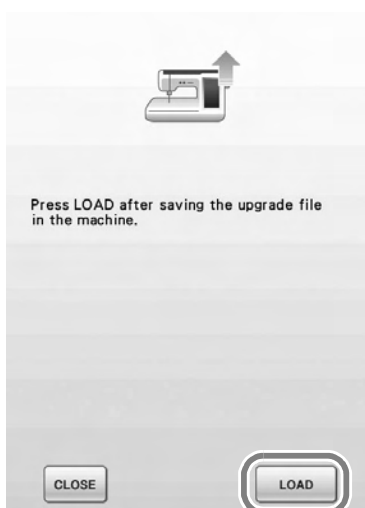 Press LOAD after saving the upgrade file
in the machine.
CLOSE
LOAD